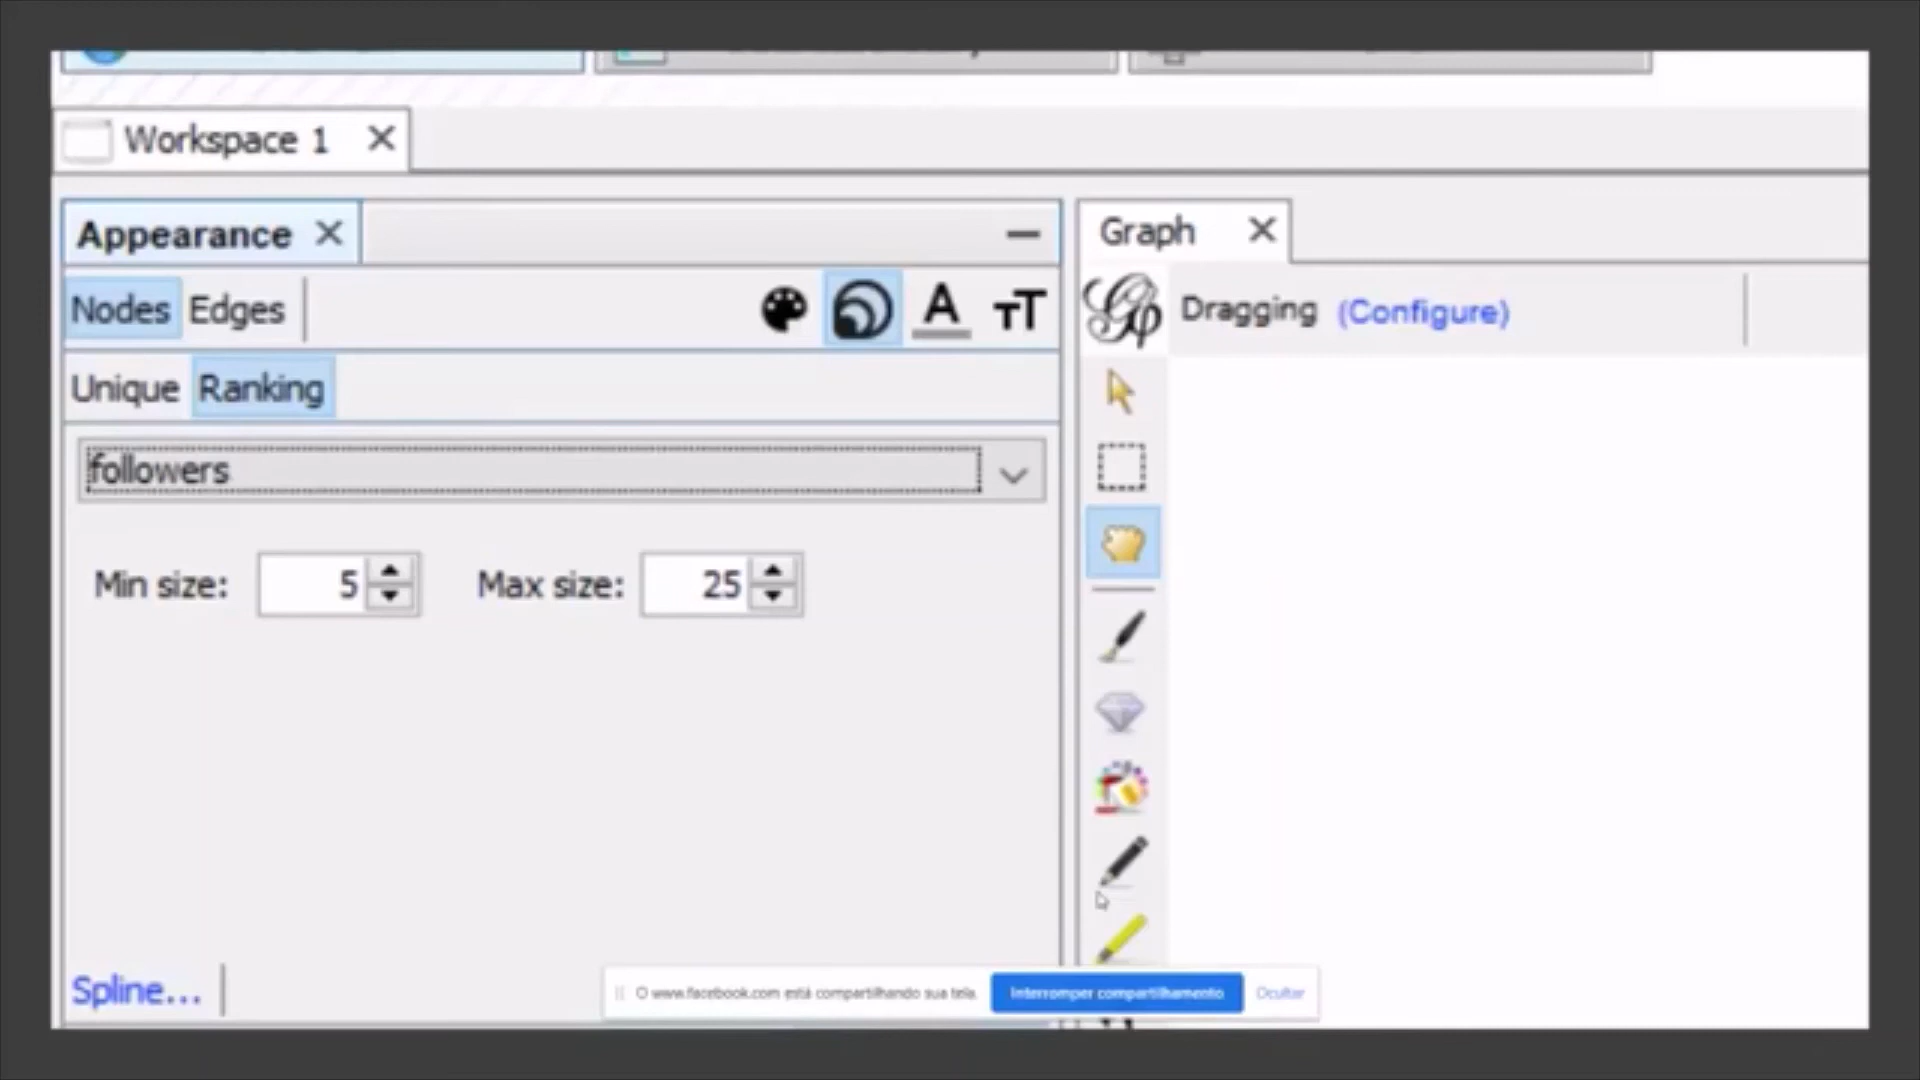 Workspace 1
Appearance
Graph
Nodes Edges
Dragging (Configure)
Unique Ranking
followers
Min size: 5 Max size: 25
Spline...
O www.facebook.com está compartilhando sua tela. Interromper compartilhamento Ocultar